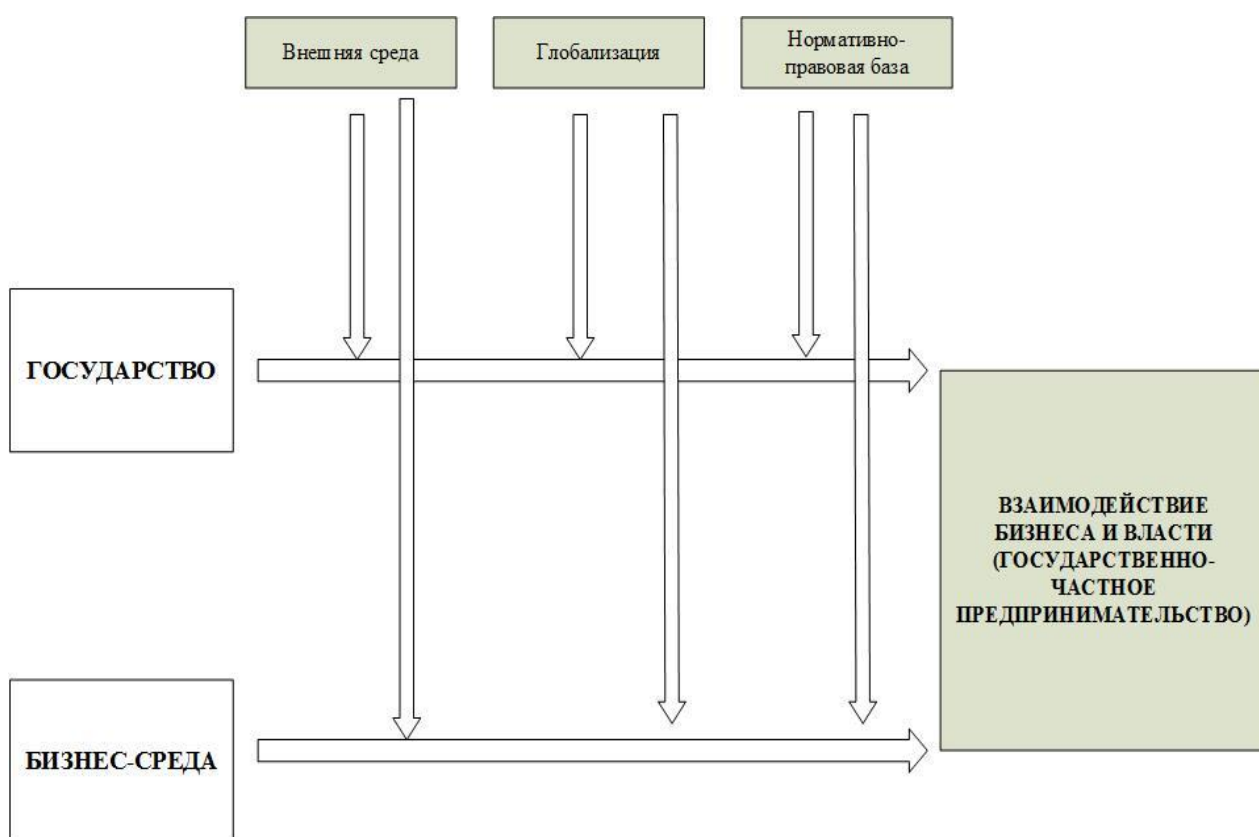 Внешняя среда
Глобализация
Нормативно-
правовая база
ГОСУДАРСТВО
ВЗАИМОДЕЙСТВИЕ
БИЗНЕСА И ВЛАСТИ
(ГОСУДАРСТВЕННО-
ЧАСТНОЕ
ПРЕДПРИНИМАТЕЛЬСТВО)
БИЗНЕС-СРЕДА